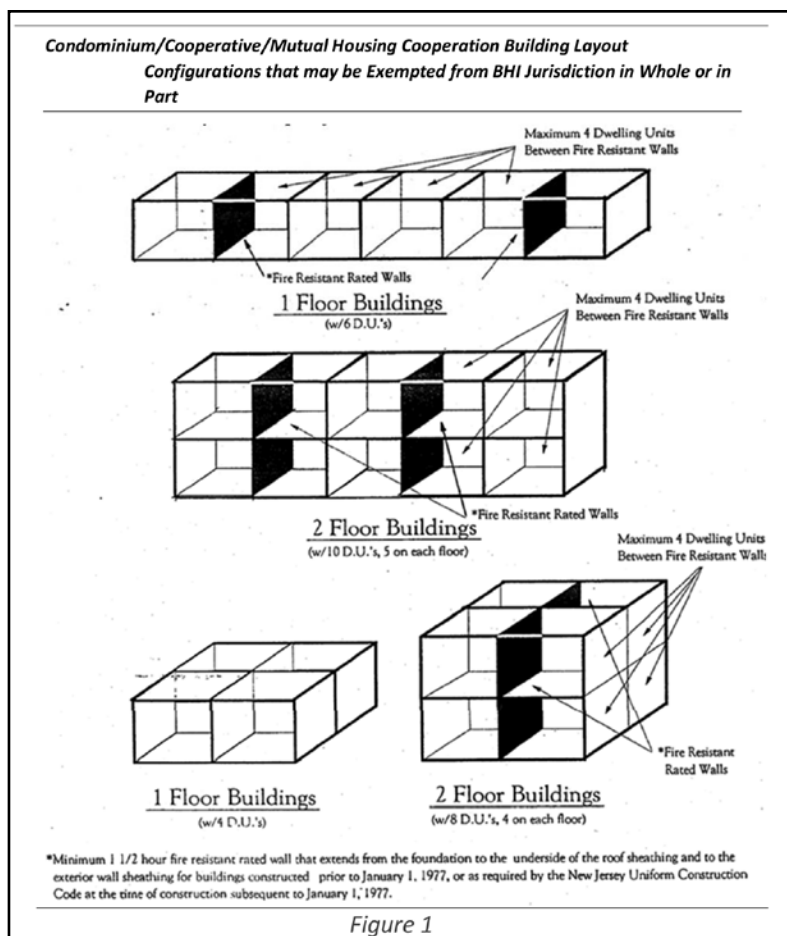 Condominium/Cooperative/Mutual Housing Cooperation Building Layout
Configurations that may be Exempted from BHI Jurisdiction in Whole or in
Part
Maximum 4 Dwelling Units
Between Fire Resistant Walls
*Fire Resistant Rated Walls
1 Floor Buildings
(w/6 D.U.'s)
Maximum 4 Dwelling Units
Between Fire Resistant Walls
*Fire Resistant Rated Walls
2 Floor Buildings
(w/10 D.U.'s, 5 on each floor)
Maximum 4 Dwelling Units
Between Fire Resistant Walls
*Fire Resistant
Rated Walls
1 Floor Buildings
(w/4 D.U.'s)
2 Floor Buildings
(w/8 D.U.'s, 4 on each floor)
*Minimum 1 1/2 hour fire resistant rated wall that extends from the foundation to the underside of the roof sheathing and to the
exterior wall sheathing for buildings constructed prior to January 1, 1977, or as required by the New Jersey Uniform Construction
Code at the time of construction subsequent to January 1, 1977.
Figure 1